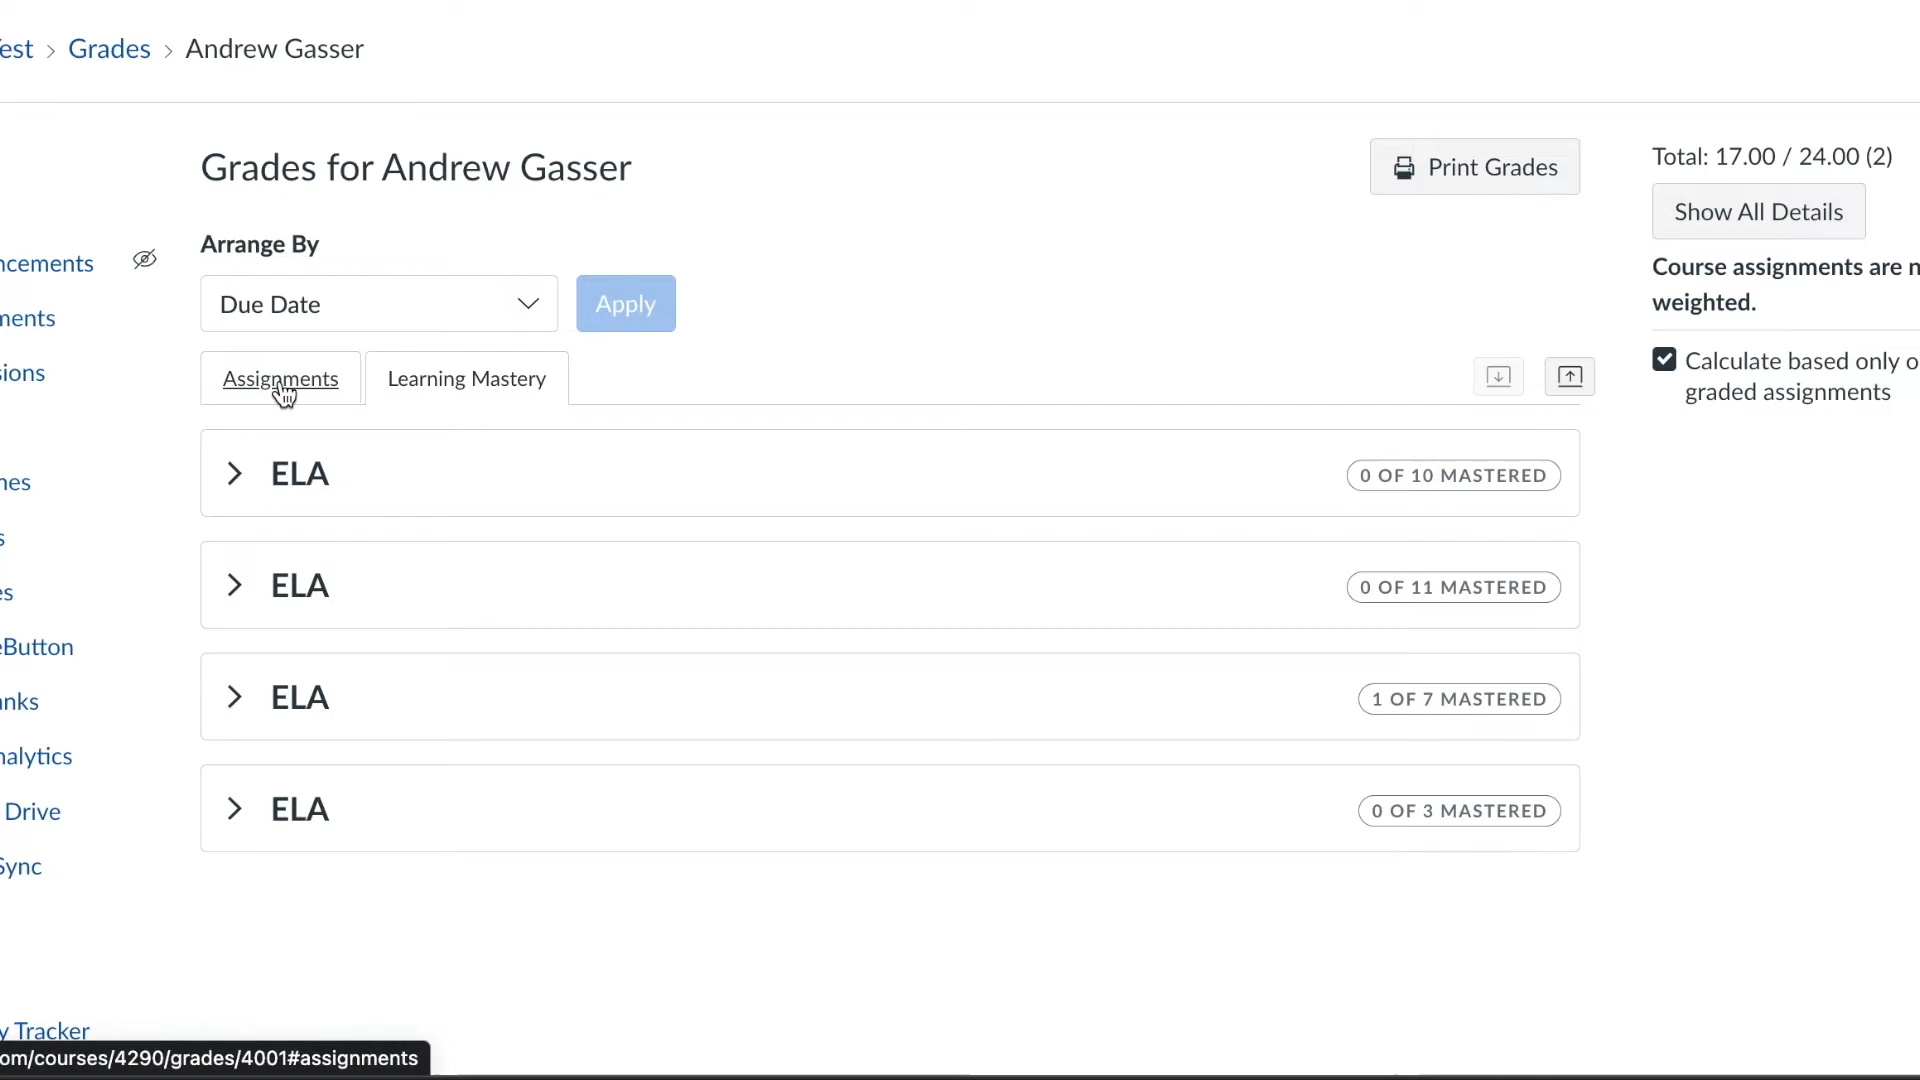 est > Grades > Andrew Gasser
Grades for Andrew Gasser
Print Grades
Total: 17.00 / 24.00 (2)
Show All Details
Course assignments are n
weighted.
Calculate based only o
graded assignments
Arrange By
Due Date
Apply
Assignments
Learning Mastery
ELA
0 OF 10 MASTERED
ELA
0 OF 11 MASTERED
ELA
1 OF 7 MASTERED
ELA
0 OF 3 MASTERED
ncements
ments
sions
nes
s
es
eButton
anks
nalytics
Drive
Sync
y Tracker
om/courses/4290/grades/4001#assignments